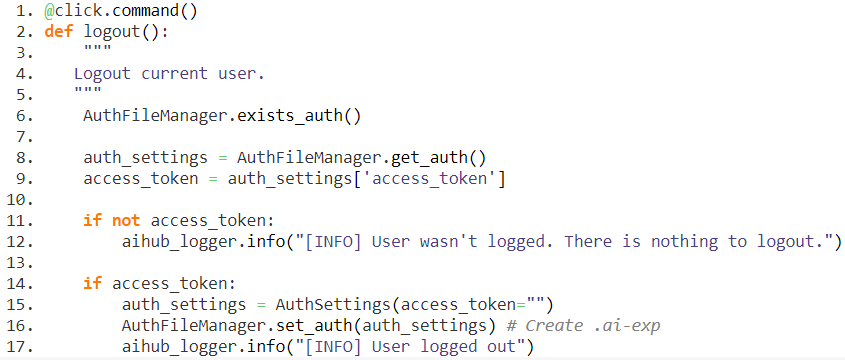 1. @click.command()
2. def logout():
3.     """
4.    Logout current user.
5.    """
6.     AuthFileManager.exists_auth()
7.
8.     auth_settings = AuthFileManager.get_auth()
9.     access_token = auth_settings['access_token']
10.
11.     if not access_token:
12.         aihub_logger.info("[INFO] User wasn't logged. There is nothing to logout.")
13.
14.     if access_token:
15.         auth_settings = AuthSettings(access_token="")
16.         AuthFileManager.set_auth(auth_settings) # Create .ai-exp
17.         aihub_logger.info("[INFO] User logged out")